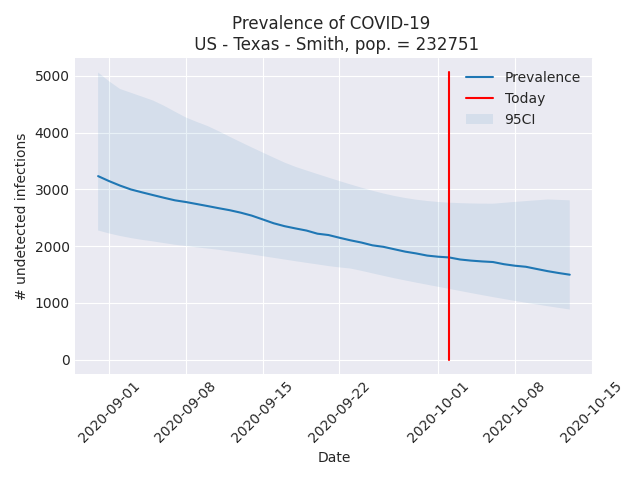 Prevalence of COVID-19
US - Texas - Smith, pop. = 232751
Prevalence
Today
95CI
5000
4000
3000
2000
1000
0
# undetected infections
2020-09-01
2020-09-08
2020-09-15
2020-09-22
2020-10-01
2020-10-08
2020-10-15
Date